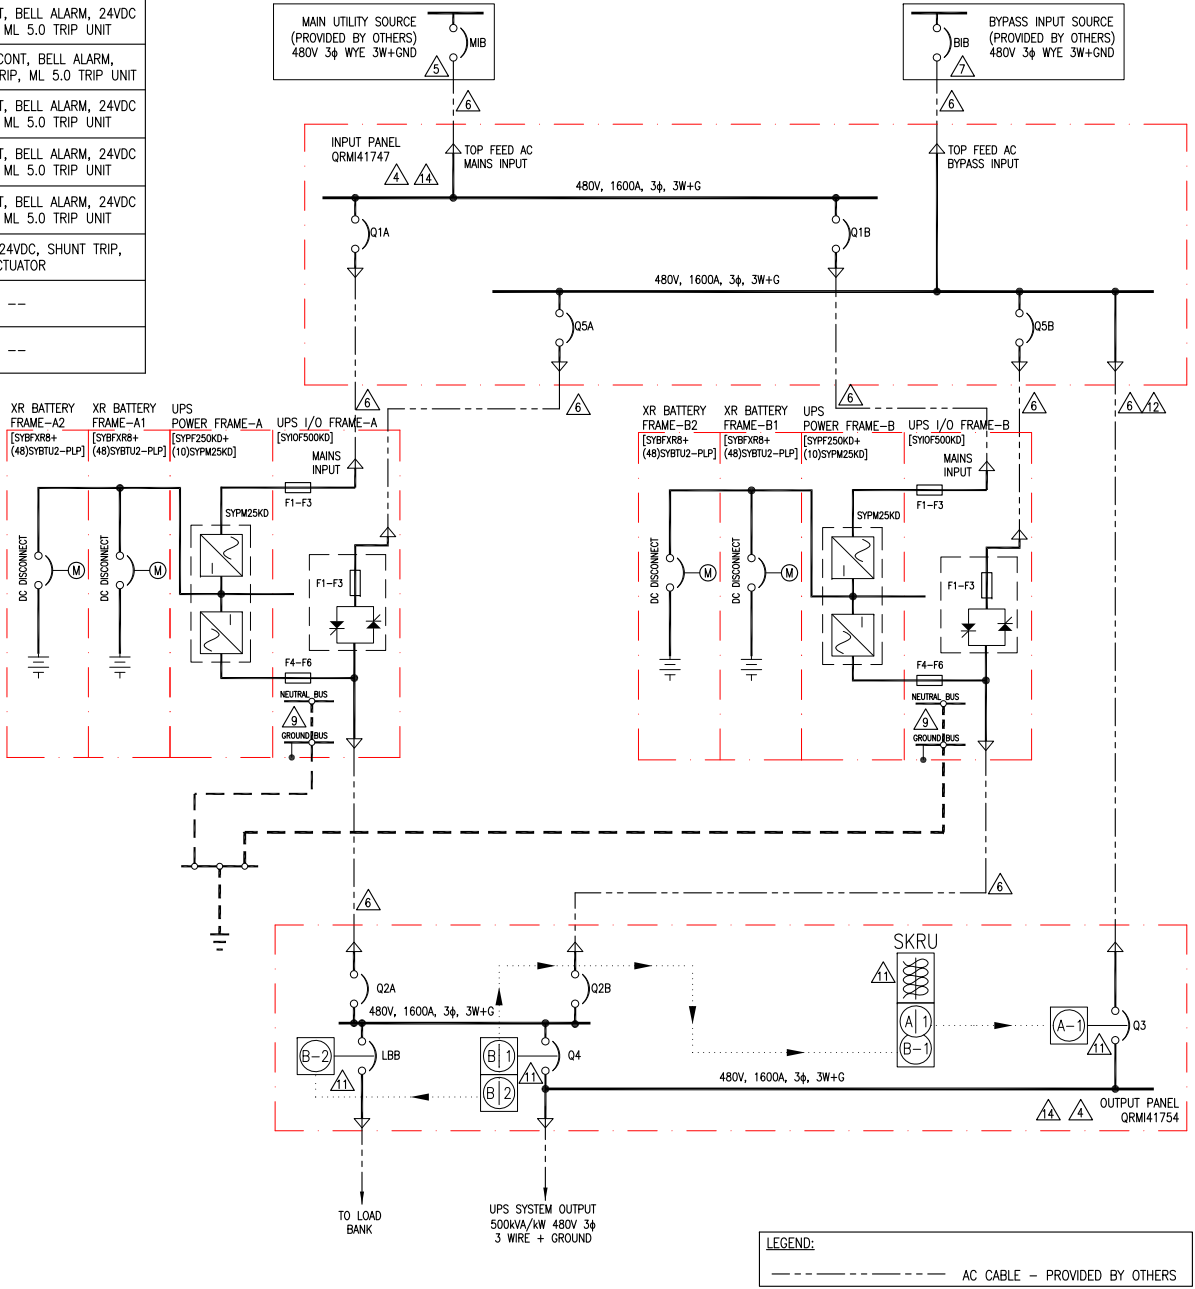 T, BELL ALARM, 24VDC
ML 5.0 TRIP UNIT
CONT, BELL ALARM,
RIP, ML 5.0 TRIP UNIT
T, BELL ALARM, 24VDC
ML 5.0 TRIP UNIT
T, BELL ALARM, 24VDC
ML 5.0 TRIP UNIT
T, BELL ALARM, 24VDC
ML 5.0 TRIP UNIT
24VDC, SHUNT TRIP,
CTUATOR
--
--
MAIN UTILITY SOURCE
(PROVIDED BY OTHERS)
480V 3ϕ WYE 3W+GND
MIB
5
BYPASS INPUT SOURCE
(PROVIDED BY OTHERS)
480V 3ϕ WYE 3W+GND
BIB
7
6
6
INPUT PANEL
QRMI41747
4
14
TOP FEED AC
MAINS INPUT
TOP FEED AC
BYPASS INPUT
480V, 1600A, 3ϕ, 3W+G
Q1A
Q1B
480V, 1600A, 3ϕ, 3W+G
Q5A
Q5B
6
6
6
6
6
12
XR BATTERY
FRAME-A2
[SYBFXR8+
(48)SYBTU2-PLP]
XR BATTERY
FRAME-A1
[SYBFXR8+
(48)SYBTU2-PLP]
UPS
POWER FRAME-A
[SYPF250KD+
(10)SYPM25KD]
UPS I/O FRAME-A
[SYIOF500KD]
MAINS
INPUT
F1-F3
SYPM25KD
DC DISCONNECT
M
DC DISCONNECT
M
F1-F3
F4-F6
NEUTRAL BUS
9
GROUND BUS
XR BATTERY
FRAME-B2
[SYBFXR8+
(48)SYBTU2-PLP]
XR BATTERY
FRAME-B1
[SYBFXR8+
(48)SYBTU2-PLP]
UPS
POWER FRAME-B
[SYPF250KD+
(10)SYPM25KD]
UPS I/O FRAME-B
[SYIOF500KD]
MAINS
INPUT
F1-F3
SYPM25KD
DC DISCONNECT
M
DC DISCONNECT
M
F1-F3
F4-F6
NEUTRAL BUS
9
GROUND BUS
6
6
SKRU
11
A|1
B-1
Q2A
Q2B
480V, 1600A, 3ϕ, 3W+G
B-2
LBB
11
B|1
B|2
Q4
11
A-1
Q3
11
480V, 1600A, 3ϕ, 3W+G
14
4
OUTPUT PANEL
QRMI41754
TO LOAD
BANK
UPS SYSTEM OUTPUT
500kVA/kW 480V 3ϕ
3 WIRE + GROUND
LEGEND:
AC CABLE - PROVIDED BY OTHERS